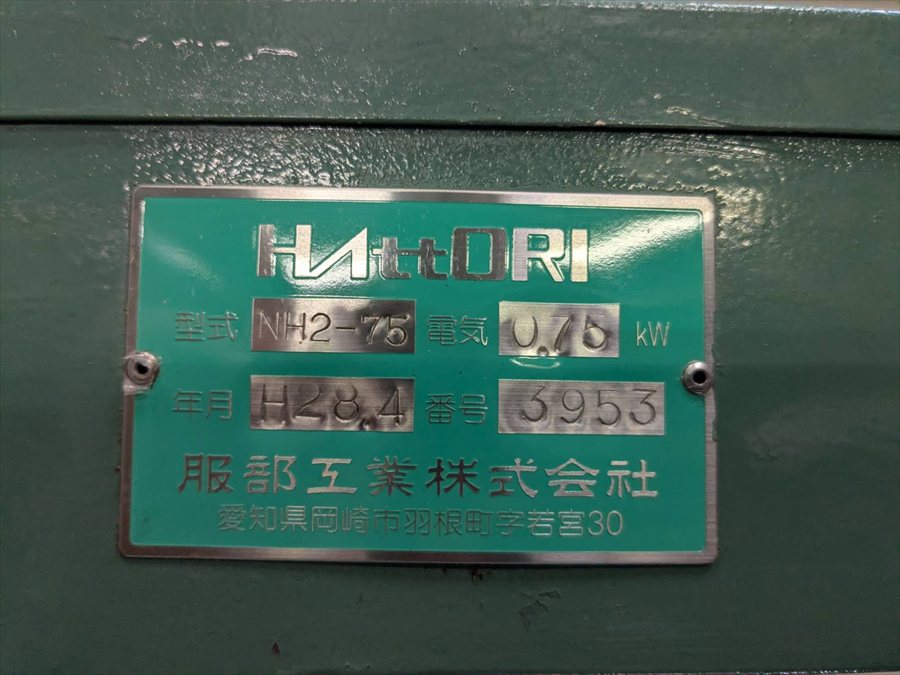 HAttORI
型式 NH2-75 電気 0.75 kW
年月 H28.4 番号 3953
服部工業株式会社
愛知県岡崎市羽根町字若宮30